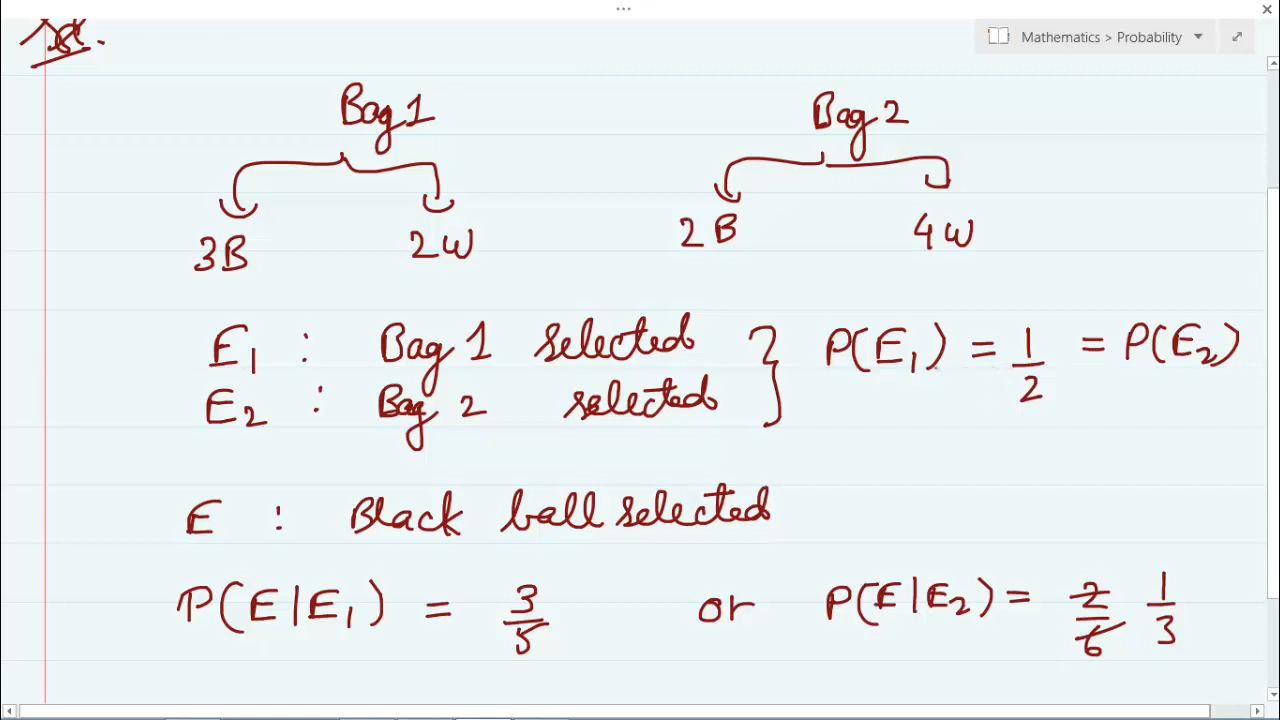 Mathematics > Probability
Bag 1 Bag 2
3B 2W 2B 4W
E1 : Bag 1 selected } P(E1) = 1/2 = P(E2)
E2 : Bag 2 selected
E : Black ball selected
P(E|E1) = 3/5 or P(E|E2) = 2/6 1/3